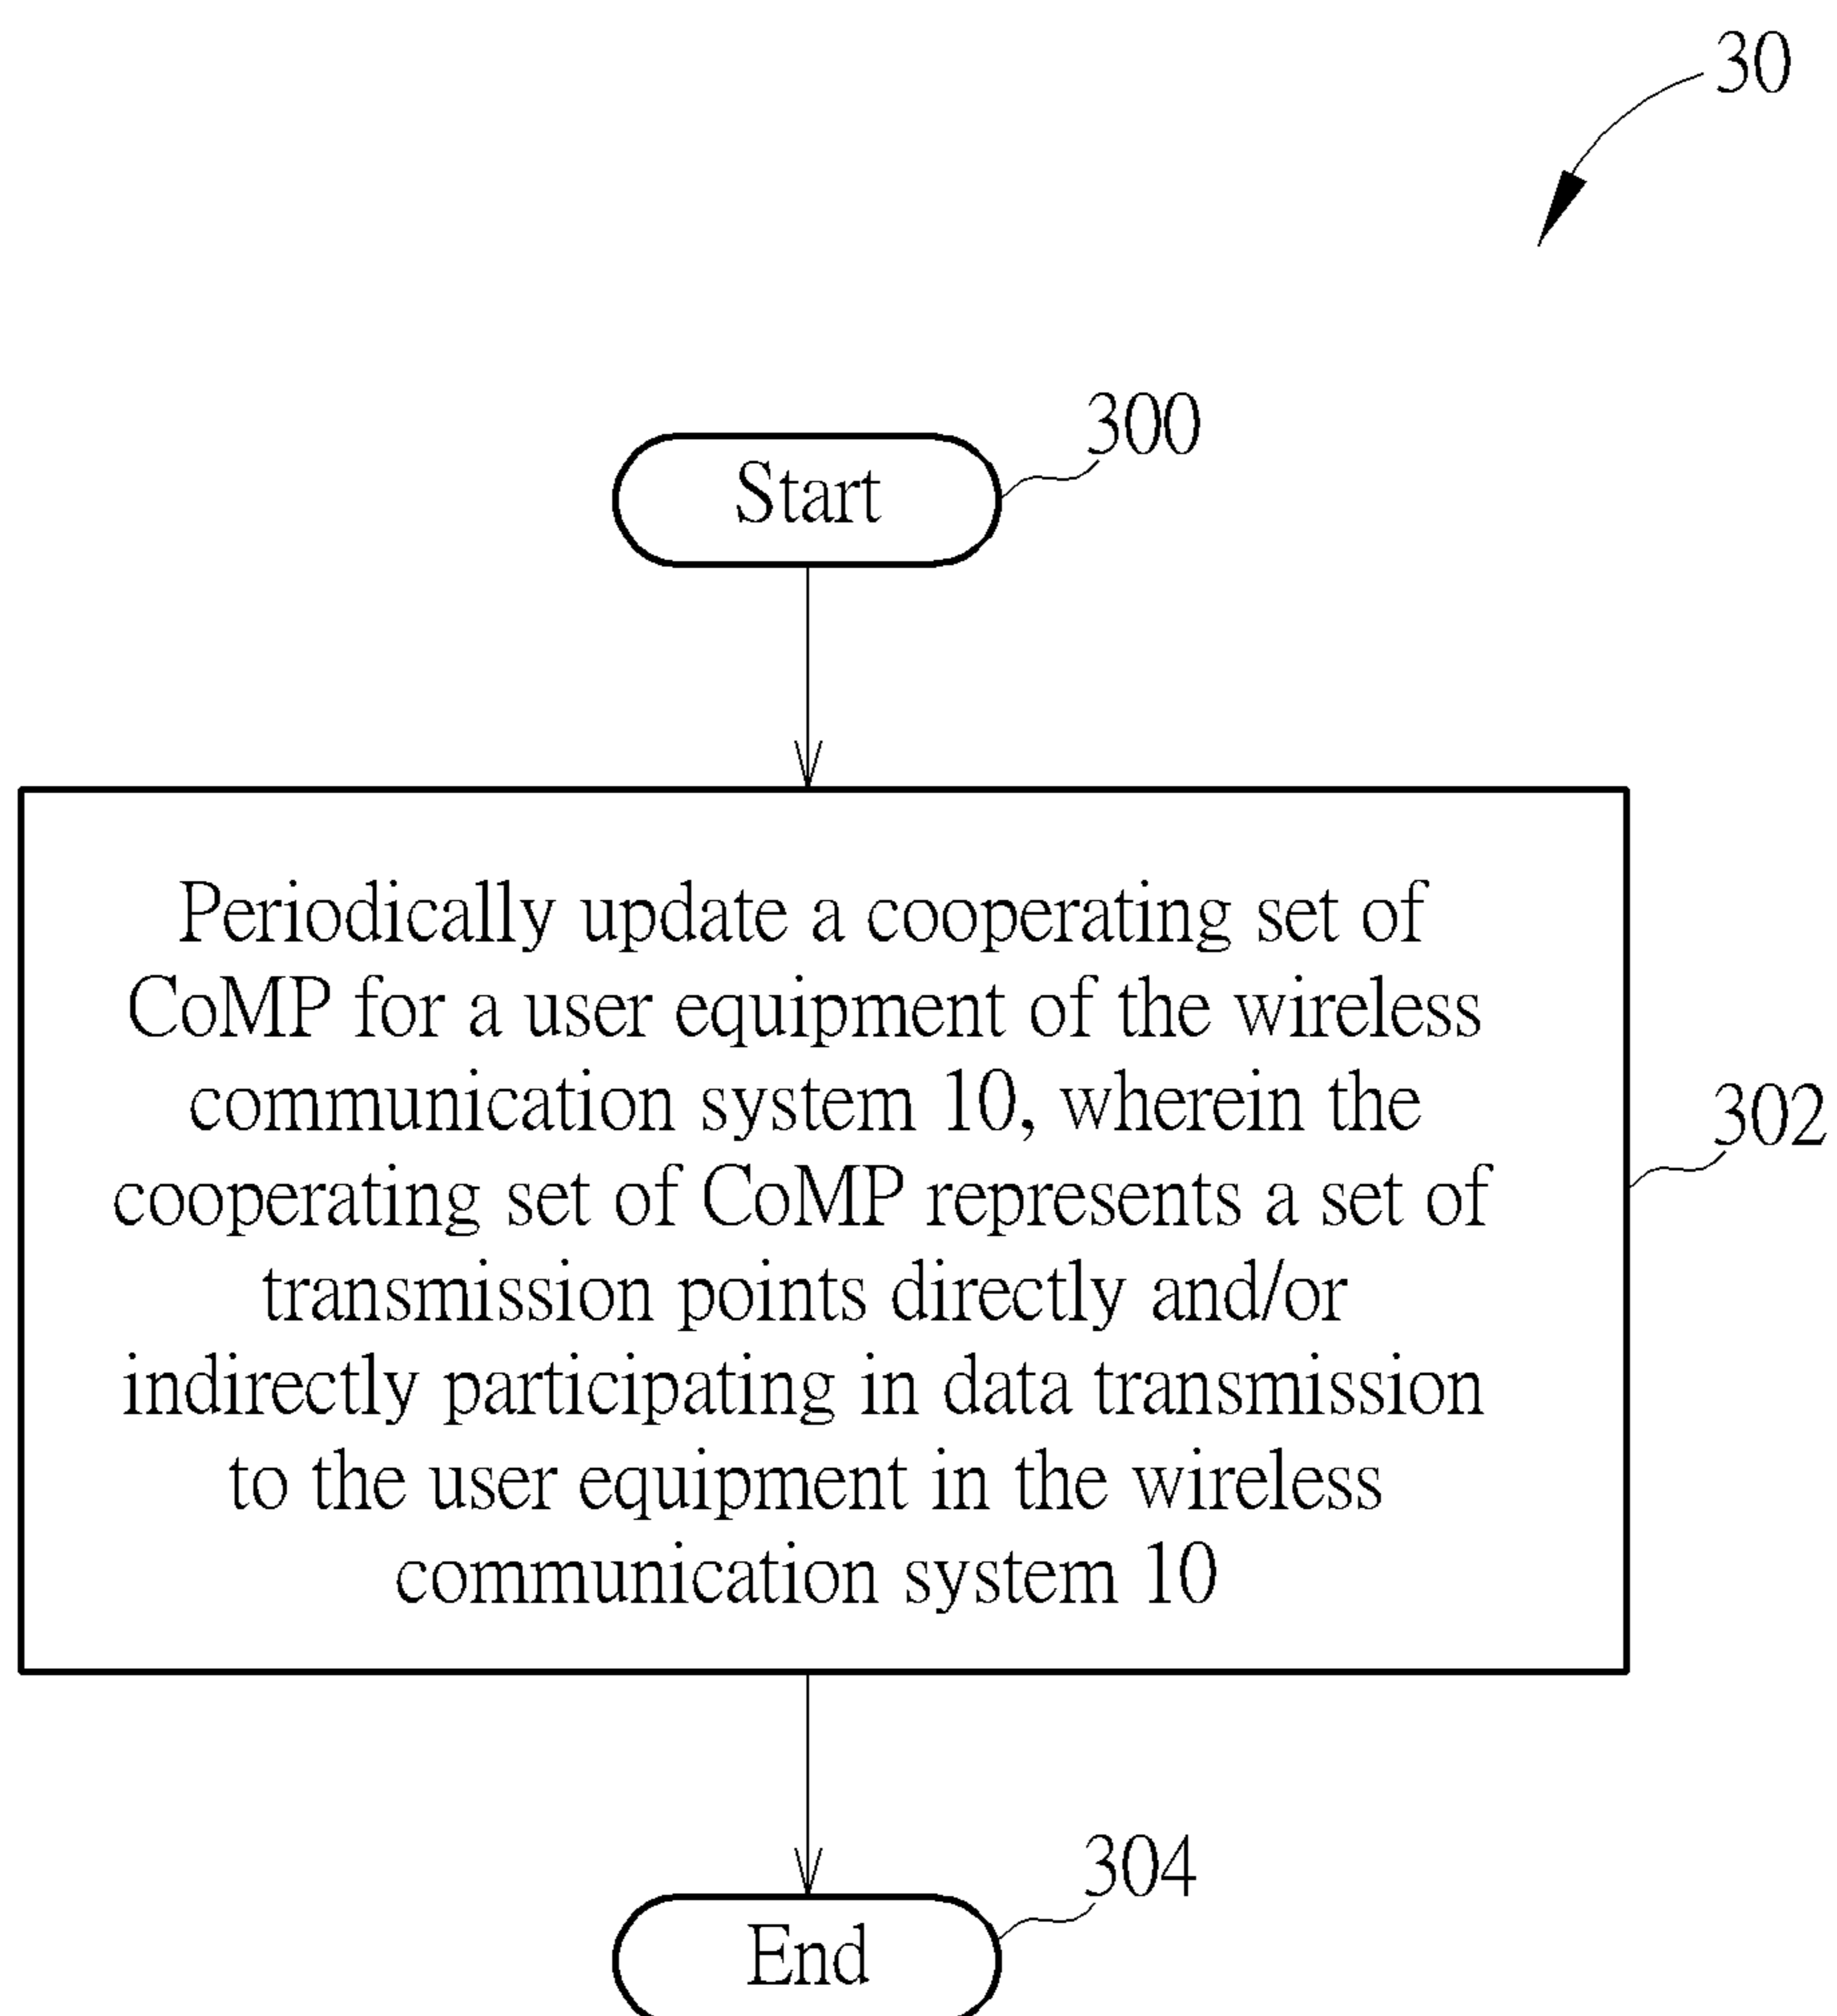 30
300
Start
Periodically update a cooperating set of
CoMP for a user equipment of the wireless
communication system 10, wherein the
cooperating set of CoMP represents a set of
transmission points directly and/or
indirectly participating in data transmission
to the user equipment in the wireless
communication system 10
302
304
End